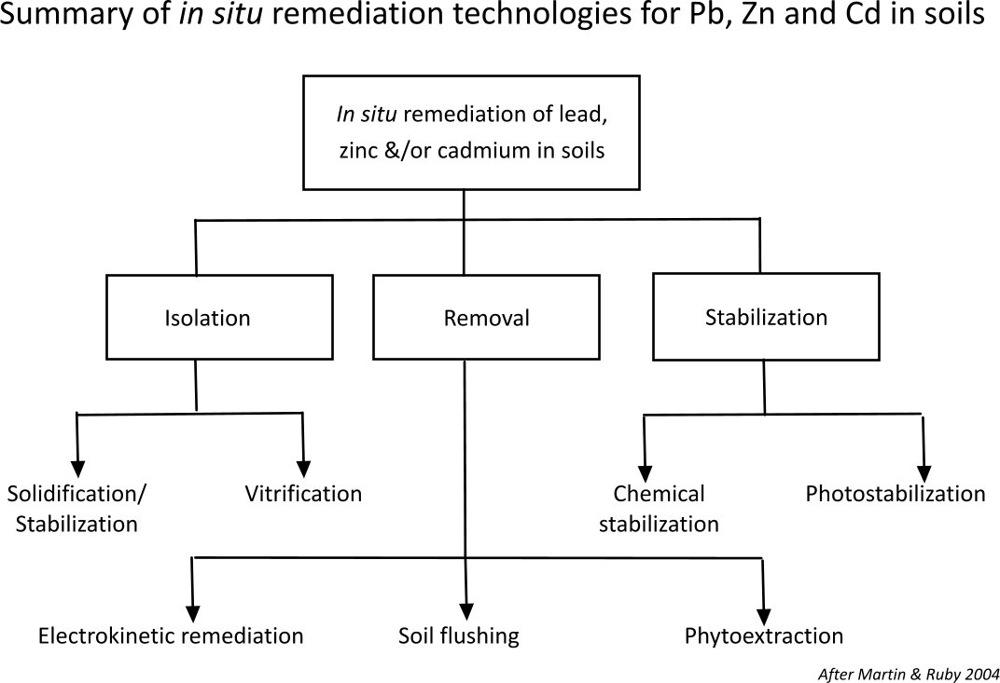 Summary of in situ remediation technologies for Pb, Zn and Cd in soils
In situ remediation of lead,
zinc &/or cadmium in soils
Isolation
Removal
Stabilization
Solidification/
Stabilization
Vitrification
Chemical
stabilization
Photostabilization
Electrokinetic remediation
Soil flushing
Phytoextraction
After Martin & Ruby 2004